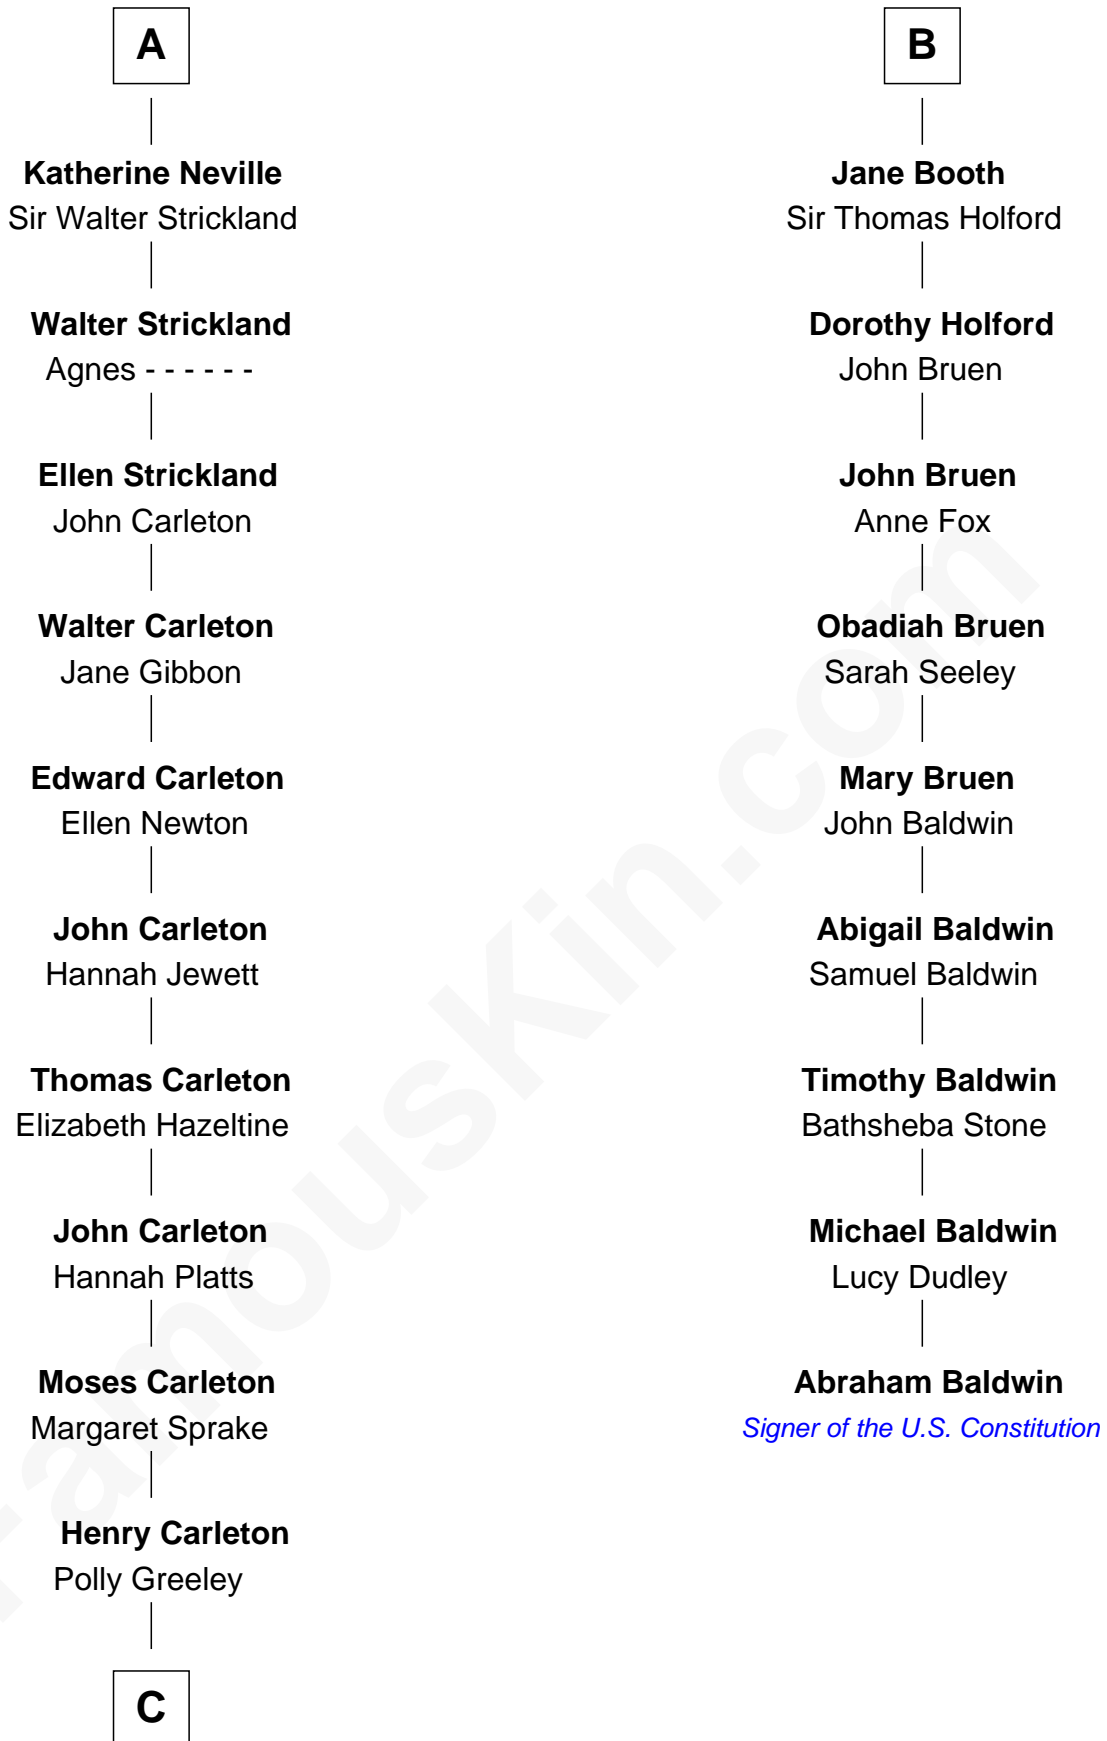 A
Katherine Neville
Sir Walter Strickland
Walter Strickland
Agnes - - - - - -
Ellen Strickland
John Carleton
Walter Carleton
Jane Gibbon
Edward Carleton
Ellen Newton
John Carleton
Hannah Jewett
Thomas Carleton
Elizabeth Hazeltine
John Carleton
Hannah Platts
Moses Carleton
Margaret Sprake
Henry Carleton
Polly Greeley
C
B
Jane Booth
Sir Thomas Holford
Dorothy Holford
John Bruen
John Bruen
Anne Fox
Obadiah Bruen
Sarah Seeley
Mary Bruen
John Baldwin
Abigail Baldwin
Samuel Baldwin
Timothy Baldwin
Bathsheba Stone
Michael Baldwin
Lucy Dudley
Abraham Baldwin
Signer of the U.S. Constitution
FamousKin.com